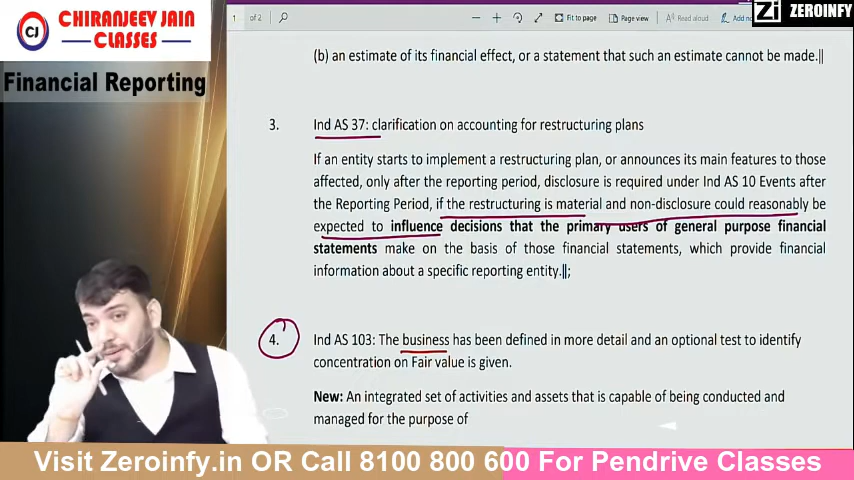 CHIRANJEEV JAIN
CLASSES
CJ
Financial Reporting
1 of 2
Fit to page
Page view
Read aloud
Add no
Zi ZEROINFY
(b) an estimate of its financial effect, or a statement that such an estimate cannot be made.||
3. Ind AS 37: clarification on accounting for restructuring plans
If an entity starts to implement a restructuring plan, or announces its main features to those
affected, only after the reporting period, disclosure is required under Ind AS 10 Events after
the Reporting Period, if the restructuring is material and non-disclosure could reasonably be
expected to influence decisions that the primary users of general purpose financial
statements make on the basis of those financial statements, which provide financial
information about a specific reporting entity.||;
4. Ind AS 103: The business has been defined in more detail and an optional test to identify
concentration on Fair value is given.
New: An integrated set of activities and assets that is capable of being conducted and
managed for the purpose of
Visit Zeroinfy.in OR Call 8100 800 600 For Pendrive Classes